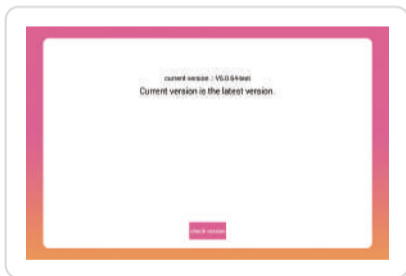 current version : V5.0.64-test
Current version is the latest version.
check version